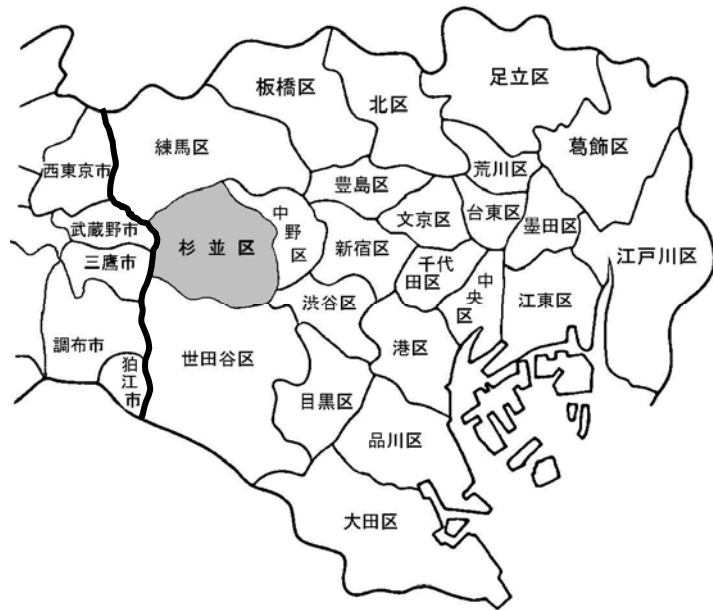 足立区
板橋区
北区
葛飾区
練馬区
西東京市
荒川区
豊島区
台東区
文京区
墨田区
中野区
武蔵野市
杉並区
新宿区
江戸川区
千代
田区
三鷹市
中央区
江東区
渋谷区
港区
調布市
世田谷区
狛江市
目黒区
品川区
大田区